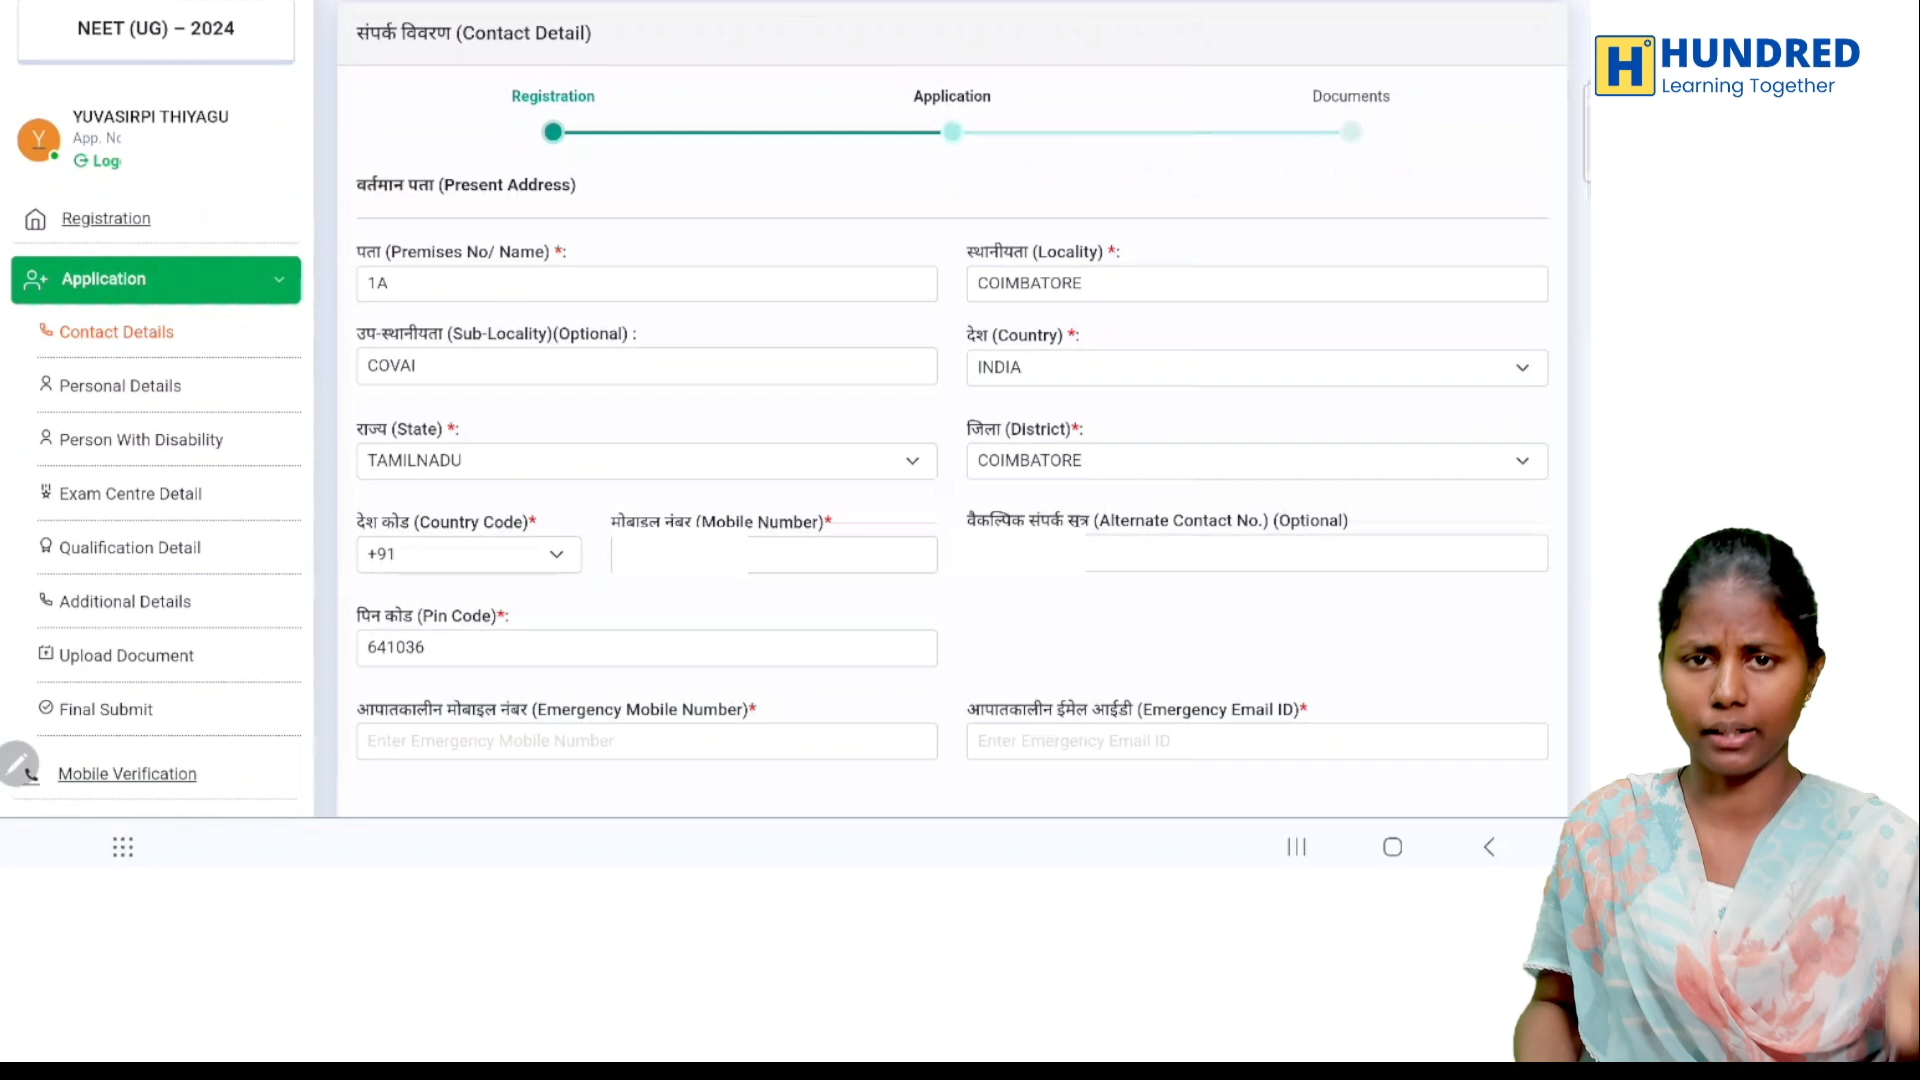 NEET (UG) – 2024
YUVASIRPI THIYAGU
App. No
Log
Registration
Application
Contact Details
Personal Details
Person With Disability
Exam Centre Detail
Qualification Detail
Additional Details
Upload Document
Final Submit
Mobile Verification
संपर्क विवरण (Contact Detail)
Registration Application Documents
वर्तमान पता (Present Address)
पता (Premises No/ Name) *: स्थानीयता (Locality) *:
1A COIMBATORE
उप-स्थानीयता (Sub-Locality)(Optional) : देश (Country) *:
COVAI INDIA
राज्य (State) *: जिला (District)*:
TAMILNADU COIMBATORE
देश कोड (Country Code)* मोबाइल नंबर (Mobile Number)* वैकल्पिक संपर्क सूत्र (Alternate Contact No.) (Optional)
+91
पिन कोड (Pin Code)*:
641036
आपातकालीन मोबाइल नंबर (Emergency Mobile Number)* आपातकालीन ईमेल आईडी (Emergency Email ID)*
Enter Emergency Mobile Number Enter Emergency Email ID
H HUNDRED
Learning Together
Y